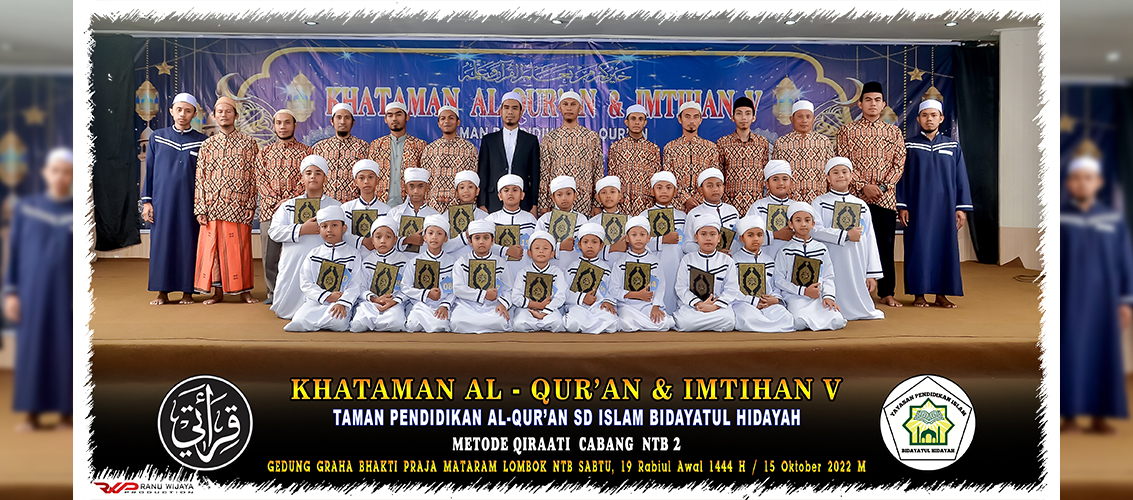 KHATAMAN AL-QUR'AN & IMTIHAN V
KHATAMAN AL - QUR'AN & IMTIHAN V
TAMAN PENDIDIKAN AL-QUR'AN SD ISLAM BIDAYATUL HIDAYAH
METODE QIRAATI CABANG NTB 2
GEDUNG GRAHA BHAKTI PRAJA MATARAM LOMBOK NTB SABTU, 19 Rabiul Awal 1444 H / 15 Oktober 2022 M
قرائتي
YAYASAN PENDIDIKAN ISLAM
BIDAYATUL HIDAYAH
RWP RANU WIJAYA
PRODUCTION